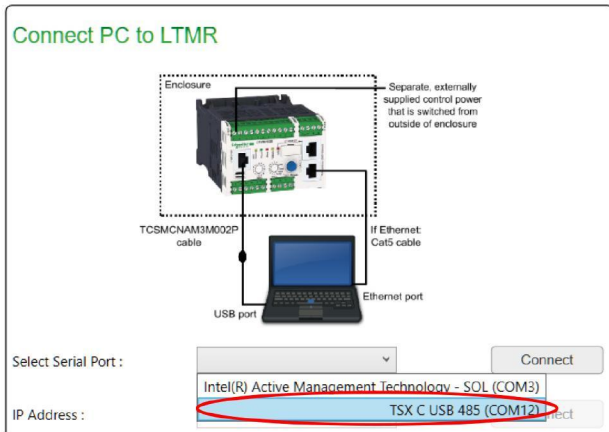 Connect PC to LTMR
Enclosure
Separate, externally
supplied control power
that is switched from
outside of enclosure
TCSMCNAM3M002P
cable
If Ethernet:
Cat5 cable
USB port
Ethernet port
Select Serial Port :
Connect
Intel(R) Active Management Technology - SOL (COM3)
TSX C USB 485 (COM12)
IP Address :